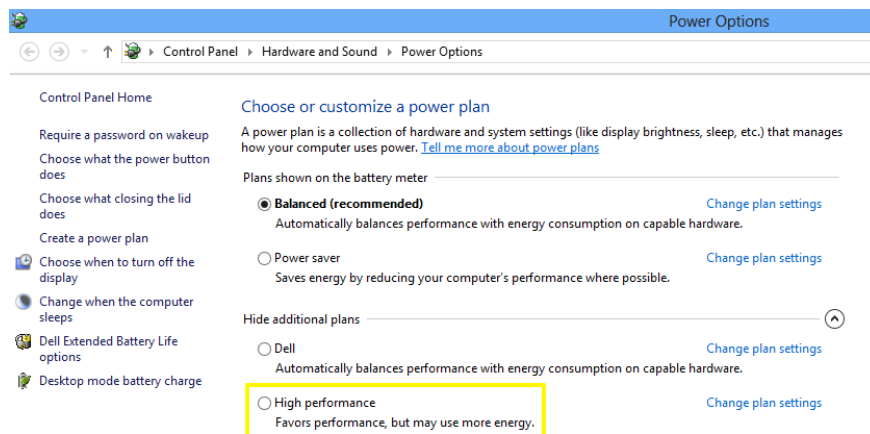 Power Options
Control Panel Hardware and Sound Power Options
Control Panel Home
Require a password on wakeup
Choose what the power button
does
Choose what closing the lid
does
Create a power plan
Choose when to turn off the
display
Change when the computer
sleeps
Dell Extended Battery Life
options
Desktop mode battery charge
Choose or customize a power plan
A power plan is a collection of hardware and system settings (like display brightness, sleep, etc.) that manages
how your computer uses power. Tell me more about power plans
Plans shown on the battery meter
Balanced (recommended) Change plan settings
Automatically balances performance with energy consumption on capable hardware.
Power saver Change plan settings
Saves energy by reducing your computer's performance where possible.
Hide additional plans
Dell Change plan settings
Automatically balances performance with energy consumption on capable hardware.
High performance Change plan settings
Favors performance, but may use more energy.